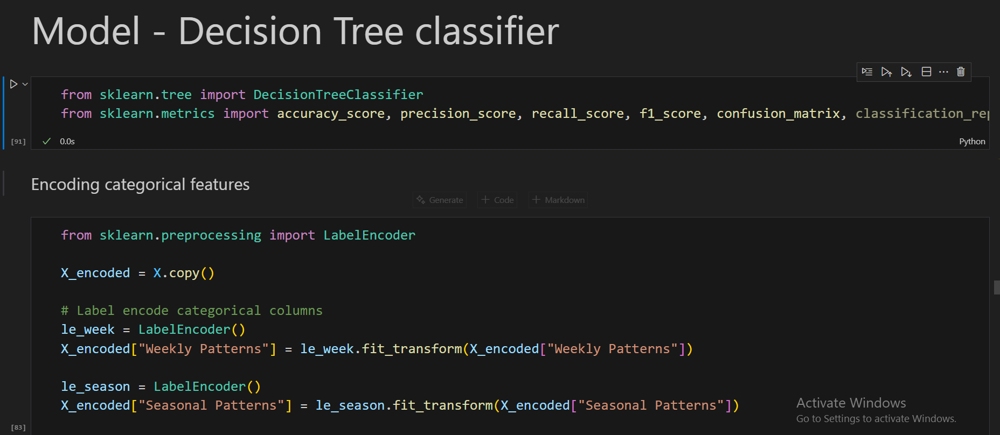 Model - Decision Tree classifier
from sklearn.tree import DecisionTreeClassifier
from sklearn.metrics import accuracy_score, precision_score, recall_score, f1_score, confusion_matrix, classification_rep
[91] 0.0s Python
Encoding categorical features
Generate Code Markdown
from sklearn.preprocessing import LabelEncoder
X_encoded = X.copy()
# Label encode categorical columns
le_week = LabelEncoder()
X_encoded["Weekly Patterns"] = le_week.fit_transform(X_encoded["Weekly Patterns"])
le_season = LabelEncoder()
X_encoded["Seasonal Patterns"] = le_season.fit_transform(X_encoded["Seasonal Patterns"])
Activate Windows
Go to Settings to activate Windows.
[83]